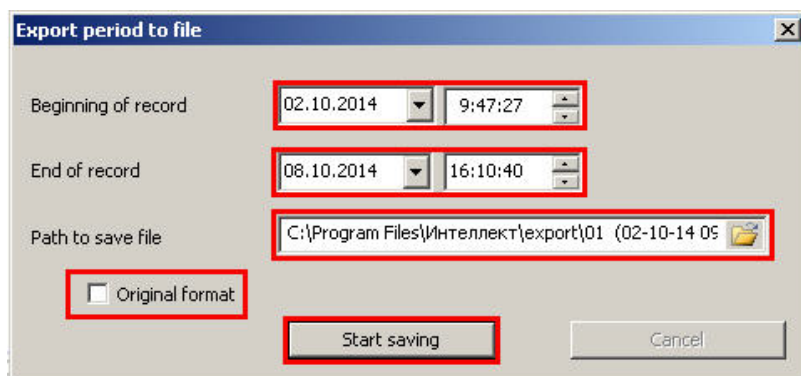 Export period to file
Beginning of record 02.10.2014 9:47:27
End of record 08.10.2014 16:10:40
Path to save file C:\Program Files\Интеллект\export\01 (02-10-14 09
Original format
Start saving Cancel